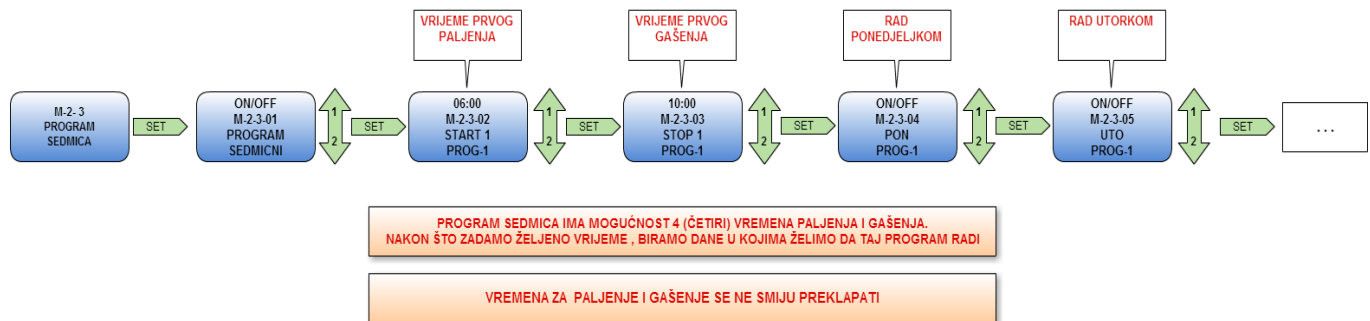 VRIJEME PRVOG
PALJENJA
VRIJEME PRVOG
GAŠENJA
RAD
PONEDJELJKOM
RAD UTORKOM
M-2- 3
PROGRAM
SEDMICA
SET
ON/OFF
M-2-3-01
PROGRAM
SEDMICNI
1
2
SET
06:00
M-2-3-02
START 1
PROG-1
1
2
SET
10:00
M-2-3-03
STOP 1
PROG-1
1
2
SET
ON/OFF
M-2-3-04
PON
PROG-1
1
2
SET
ON/OFF
M-2-3-05
UTO
PROG-1
1
2
SET
...
PROGRAM SEDMICA IMA MOGUĆNOST 4 (ČETIRI) VREMENA PALJENJA I GAŠENJA.
NAKON ŠTO ZADAMO ŽELJENO VRIJEME , BIRAMO DANE U KOJIMA ŽELIMO DA TAJ PROGRAM RADI
VREMENA ZA PALJENJE I GAŠENJE SE NE SMIJU PREKLAPATI